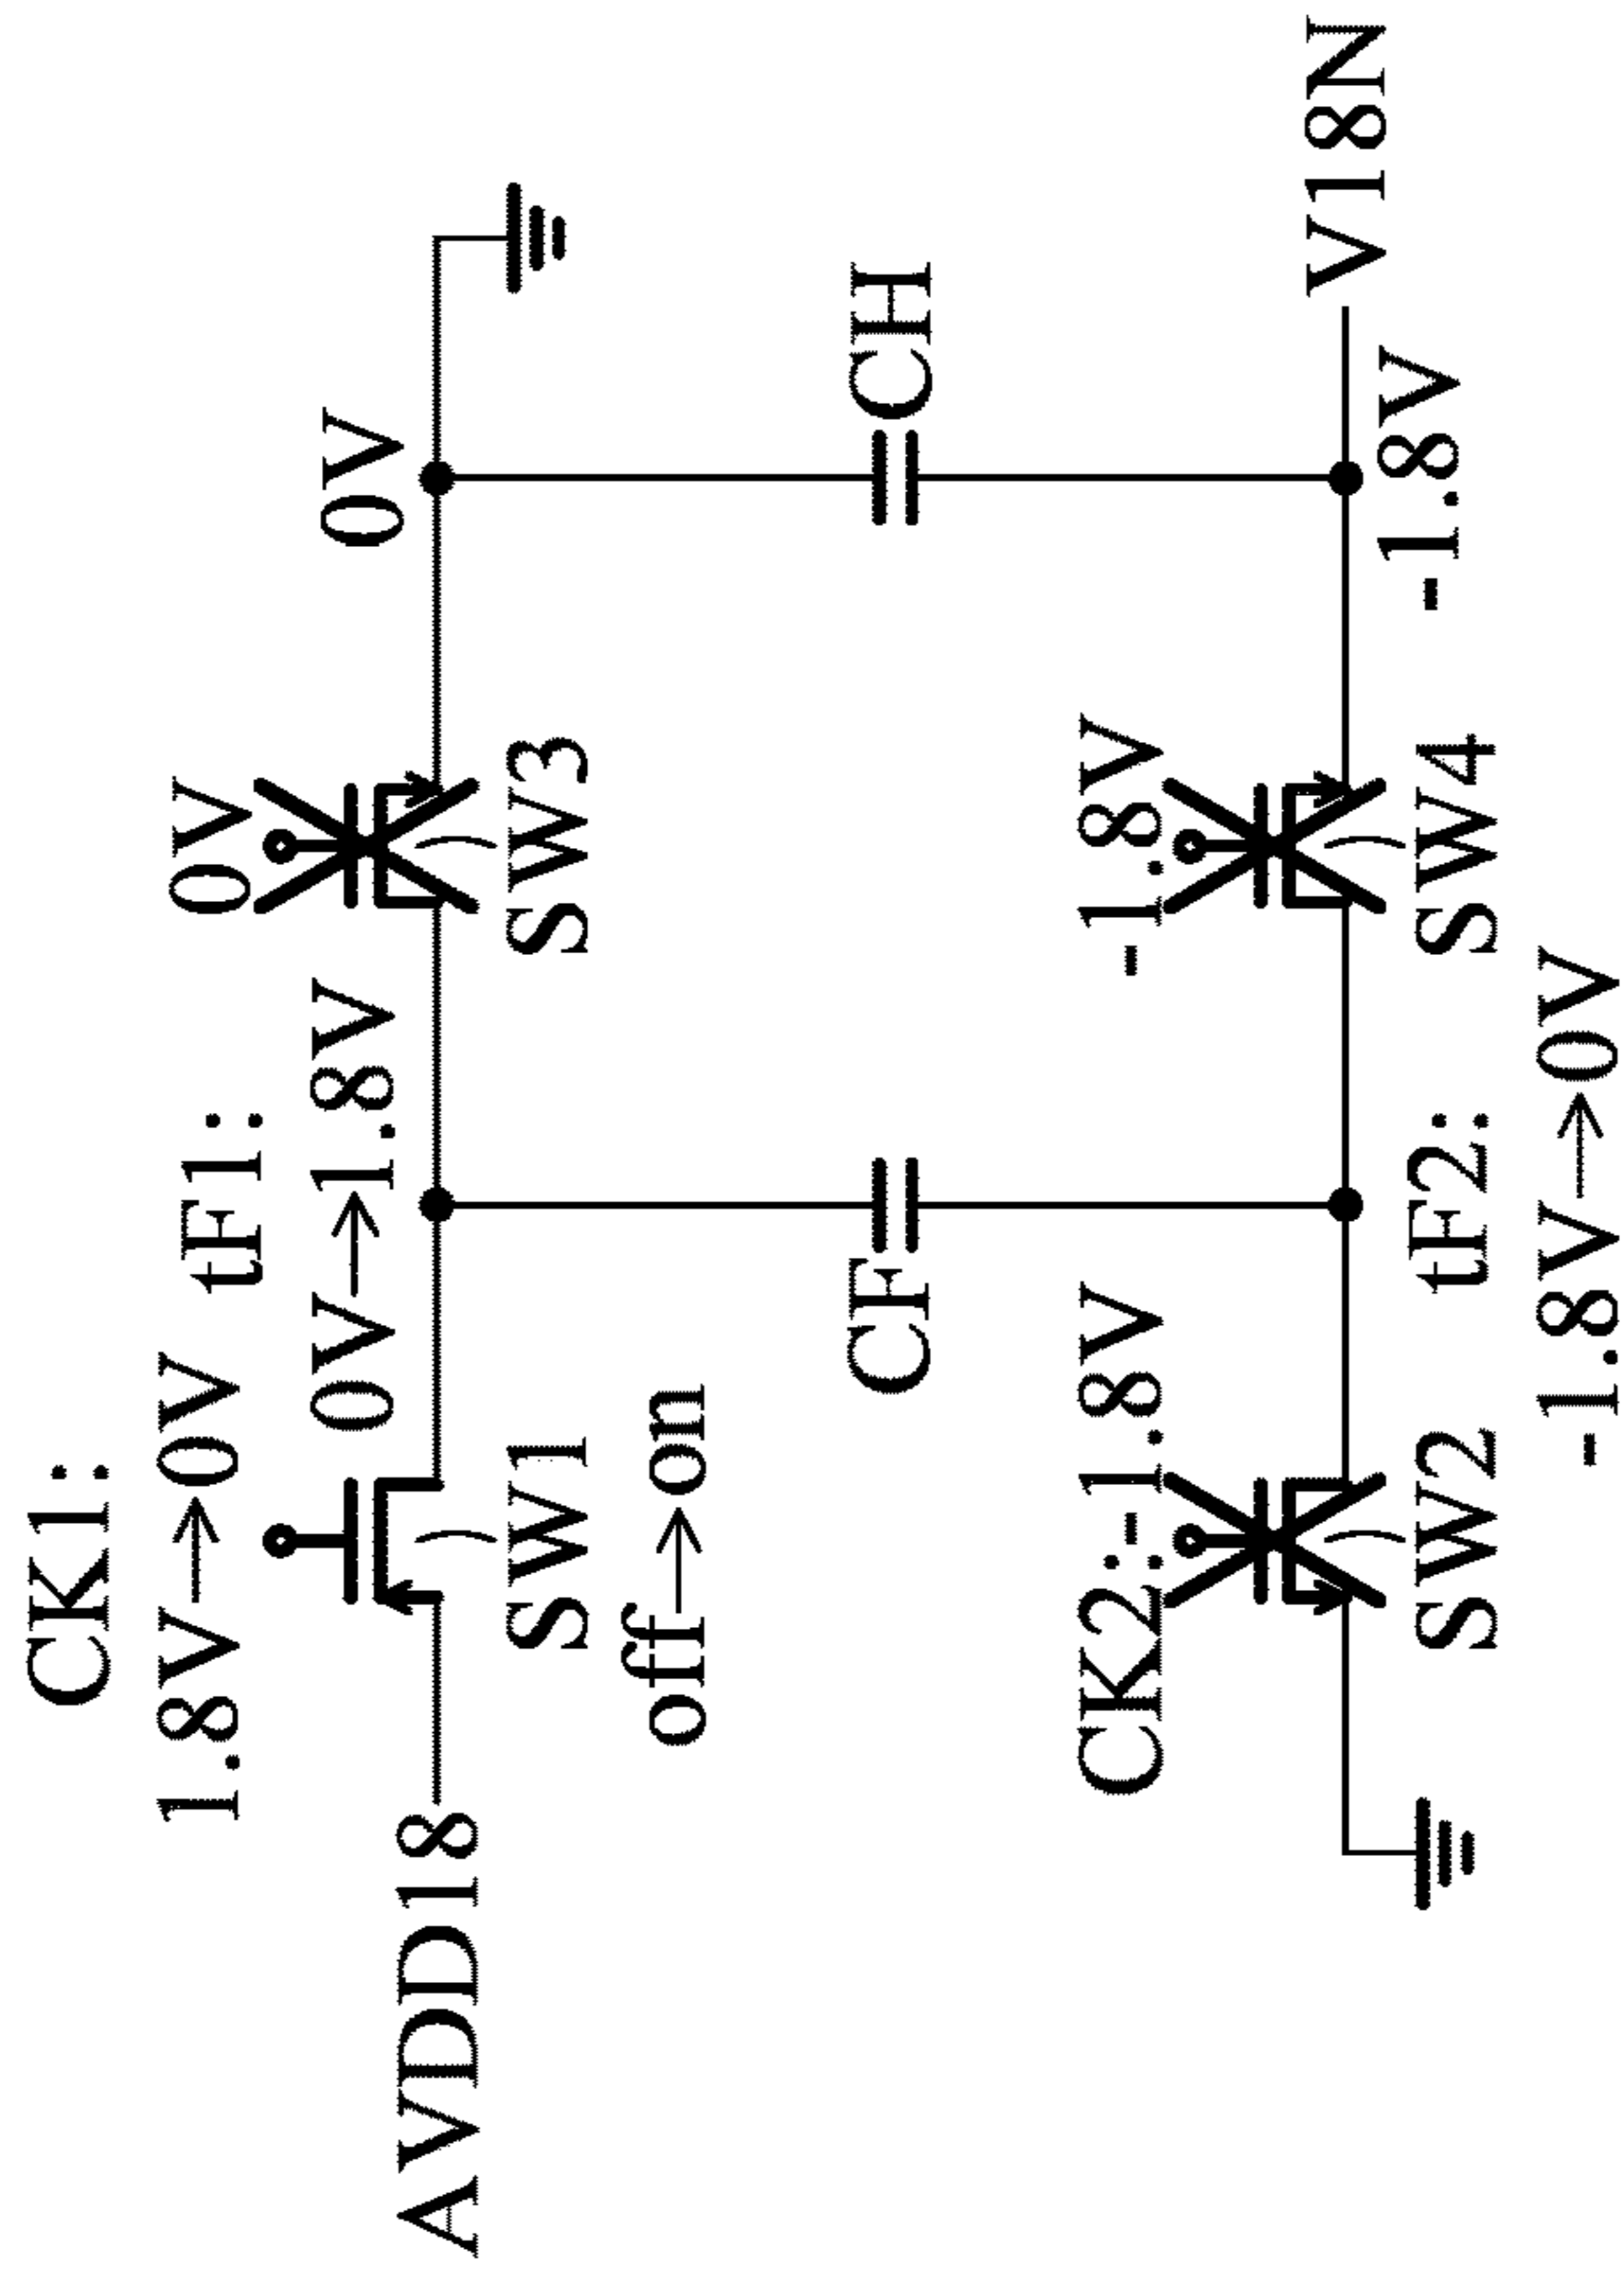 CK1:
1.8V→0V
tF1:
0V→1.8V
0V
0V
AVDD18
SW1
SW3
off→on
CF
CH
CK2:-1.8V
-1.8V
V18N
SW2
SW4
tF2:
-1.8V
-1.8V→0V